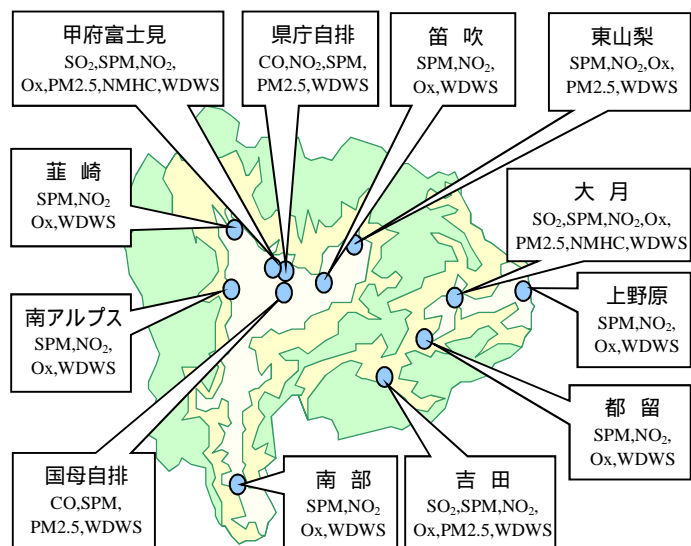 甲府富士見
SO₂,SPM,NO₂,
Ox,PM2.5,NMHC,WDWS
県庁自排
CO,NO₂,SPM,
PM2.5,WDWS
笛 吹
SPM,NO₂,
Ox,WDWS
東山梨
SPM,NO₂,Ox,
PM2.5,WDWS
韮 崎
SPM,NO₂
Ox,WDWS
大 月
SO₂,SPM,NO₂,Ox,
PM2.5,NMHC,WDWS
南アルプス
SPM,NO₂,
Ox,WDWS
上野原
SPM,NO₂,
Ox,WDWS
都 留
SPM,NO₂,
Ox,WDWS
国母自排
CO,SPM,
PM2.5,WDWS
南 部
SPM,NO₂
Ox,WDWS
吉 田
SO₂,SPM,NO₂,
Ox,PM2.5,WDWS